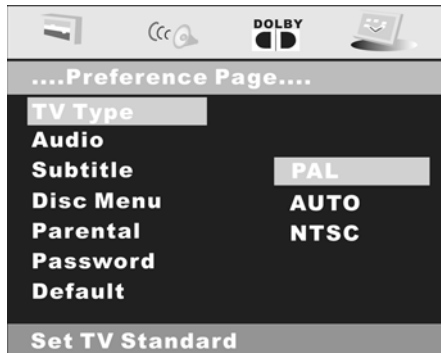 DOLBY
....Preference Page....
TV Type
Audio
Subtitle
PAL
Disc Menu
AUTO
Parental
NTSC
Password
Default
Set TV Standard